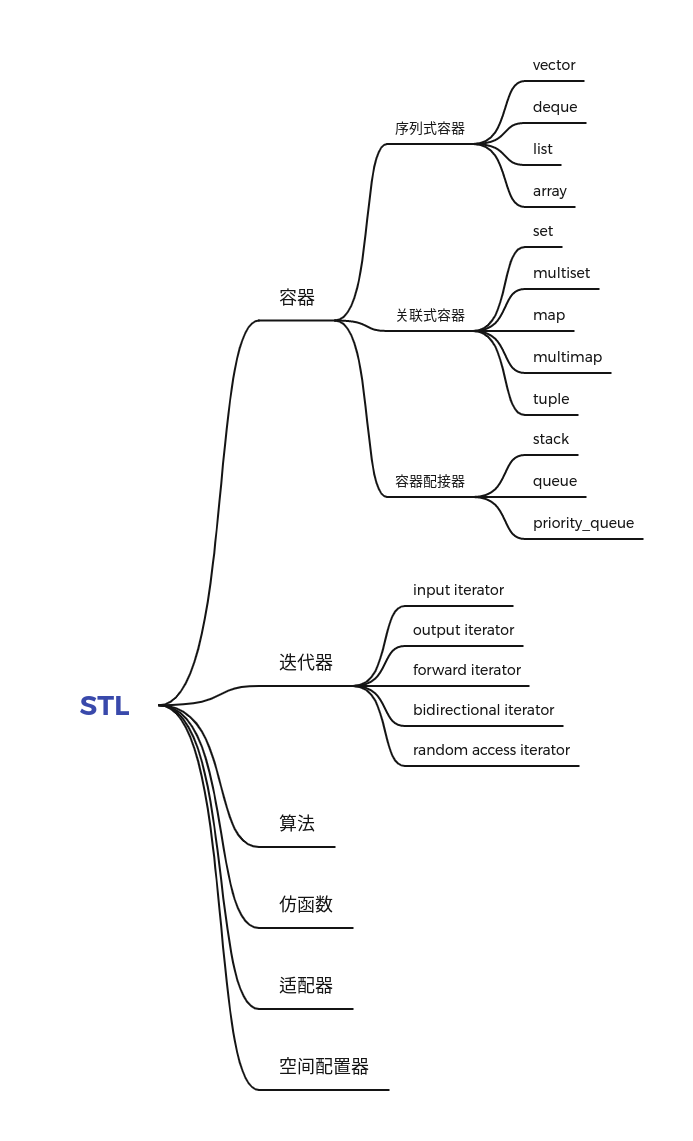 STL
容器
序列式容器
vector
deque
list
array
关联式容器
set
multiset
map
multimap
tuple
容器配接器
stack
queue
priority_queue
迭代器
input iterator
output iterator
forward iterator
bidirectional iterator
random access iterator
算法
仿函数
适配器
空间配置器